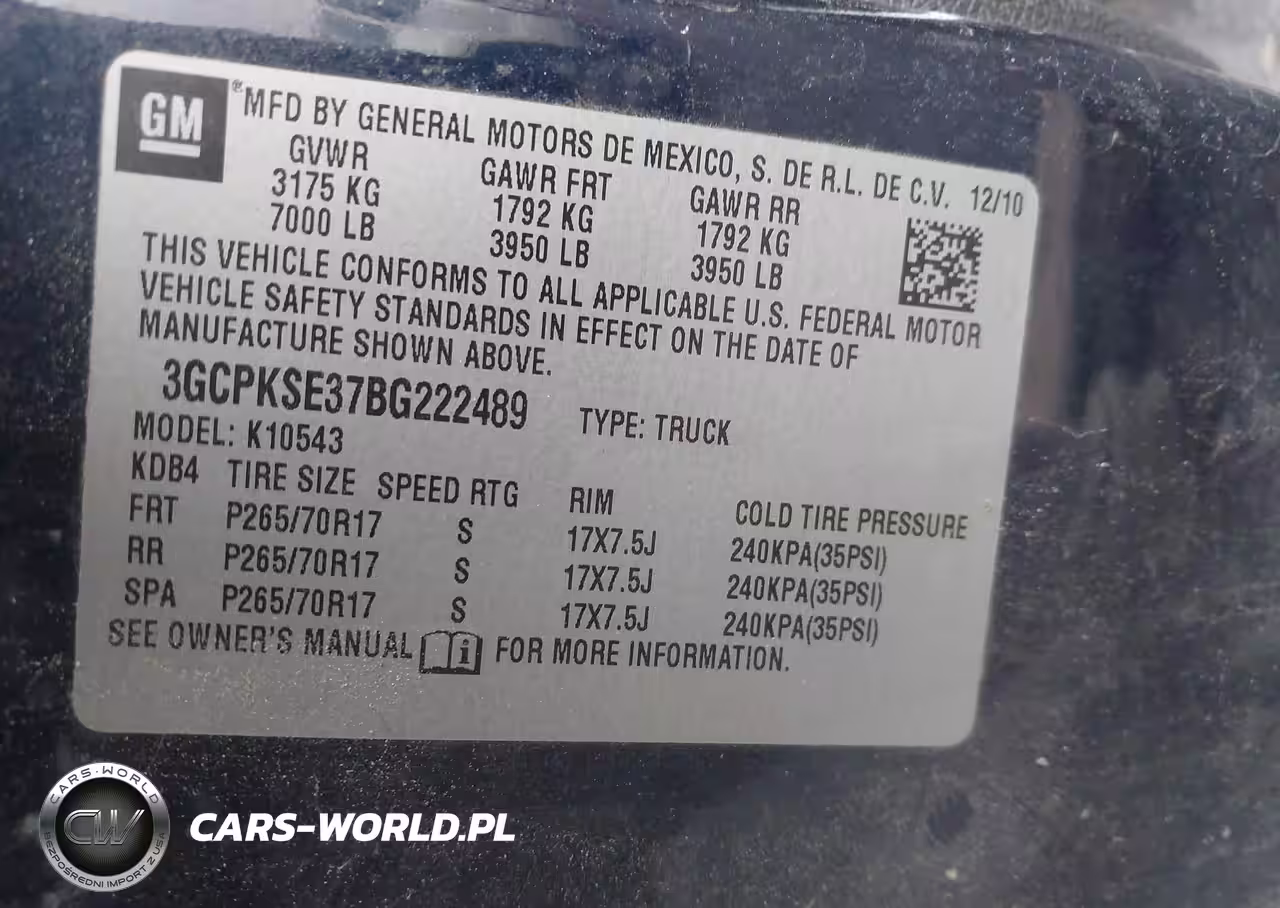 GM
®MFD BY GENERAL MOTORS DE MEXICO, S. DE R.L. DE C.V. 12/10
GVWR GAWR FRT GAWR RR
3175 KG 1792 KG 1792 KG
7000 LB 3950 LB 3950 LB
THIS VEHICLE CONFORMS TO ALL APPLICABLE U.S. FEDERAL MOTOR
VEHICLE SAFETY STANDARDS IN EFFECT ON THE DATE OF
MANUFACTURE SHOWN ABOVE.
3GCPKSE37BG222489 TYPE: TRUCK
MODEL: K10543
KDB4 TIRE SIZE SPEED RTG RIM COLD TIRE PRESSURE
FRT P265/70R17 S 17X7.5J 240KPA(35PSI)
RR P265/70R17 S 17X7.5J 240KPA(35PSI)
SPA P265/70R17 S 17X7.5J 240KPA(35PSI)
SEE OWNER'S MANUAL i FOR MORE INFORMATION.
CARS-WORLD
CW
BEZPOŚREDNI IMPORT Z USA
CARS-WORLD.PL